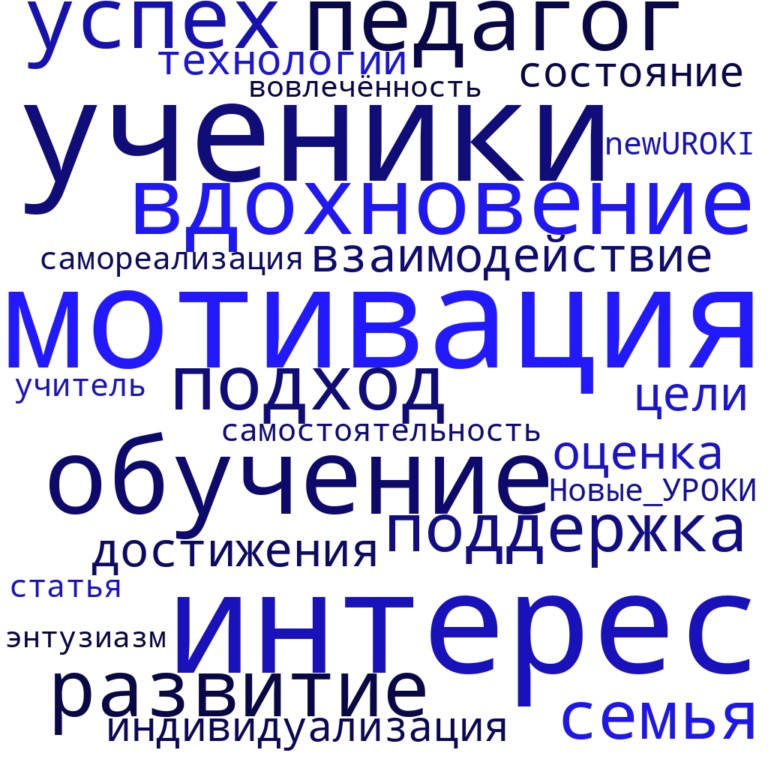 успех педагог
технологии
состояние
вовлечённость
ученики
newUROKI
вдохновение
самореализация взаимодействие
мотивация
учитель подход цели
самостоятельность
обучение оценка
Новые_УРОКИ
поддержка
достижения
статья
интерес
энтузиазм
развитие
семья
индивидуализация